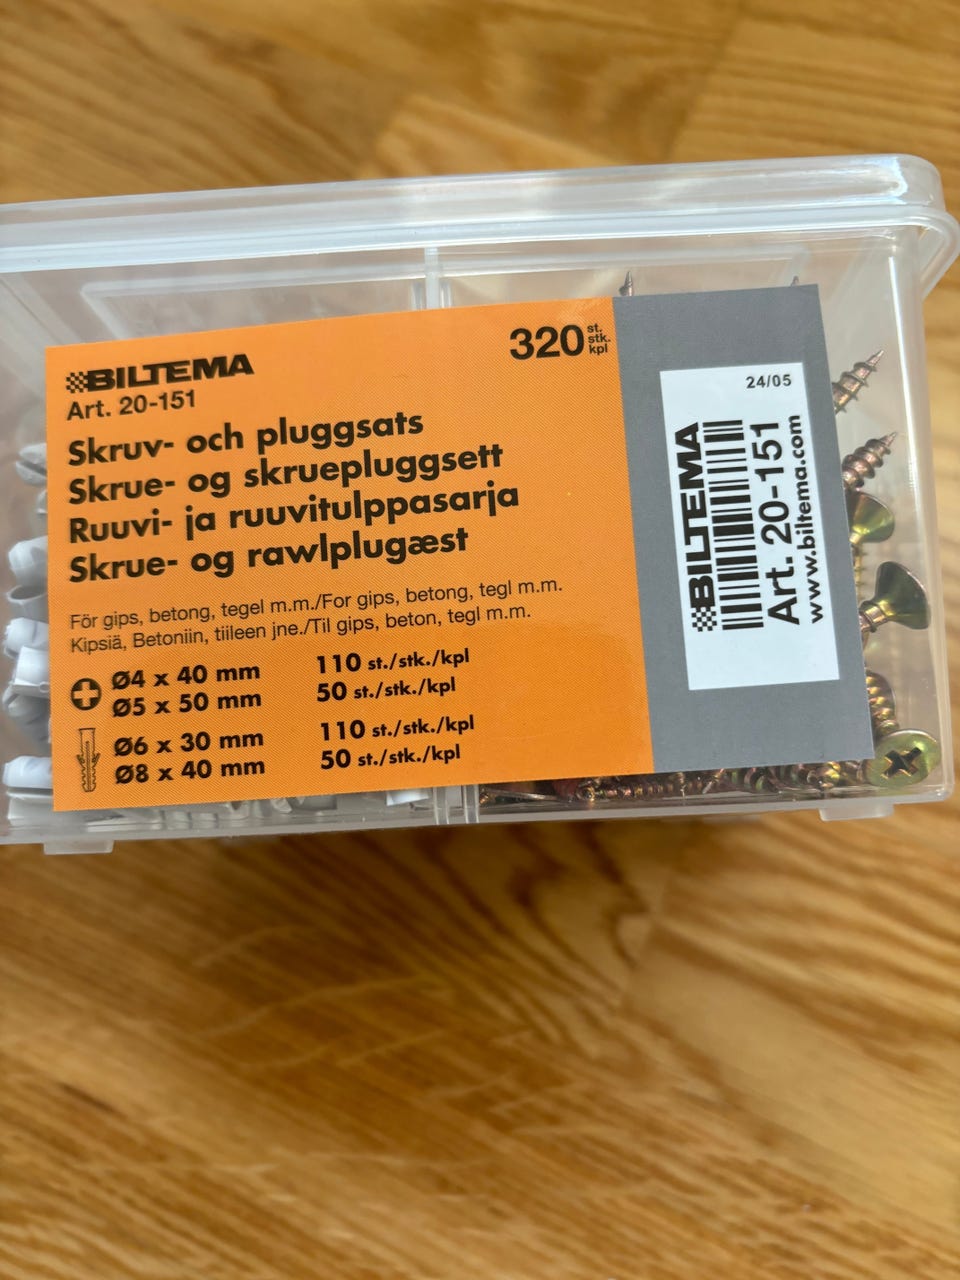 BILTEMA
Art. 20-151
320 st. stk. kpl
Skruv- och pluggsats
Skrue- og skruepluggsett
Ruuvi- ja ruuvitulppasarja
Skrue- og rawlplugæst
För gips, betong, tegel m.m./For gips, betong, tegl m.m.
Kipsiä, Betoniin, tiileen jne./Til gips, beton, tegl m.m.
Ø4 x 40 mm 110 st./stk./kpl
Ø5 x 50 mm 50 st./stk./kpl
Ø6 x 30 mm 110 st./stk./kpl
Ø8 x 40 mm 50 st./stk./kpl
24/05
BILTEMA
Art. 20-151
www.biltema.com